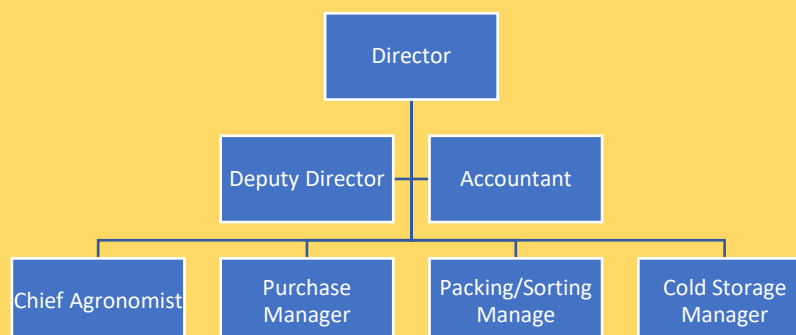 Director
Deputy Director
Accountant
Chief Agronomist
Purchase
Manager
Packing/Sorting
Manage
Cold Storage
Manager